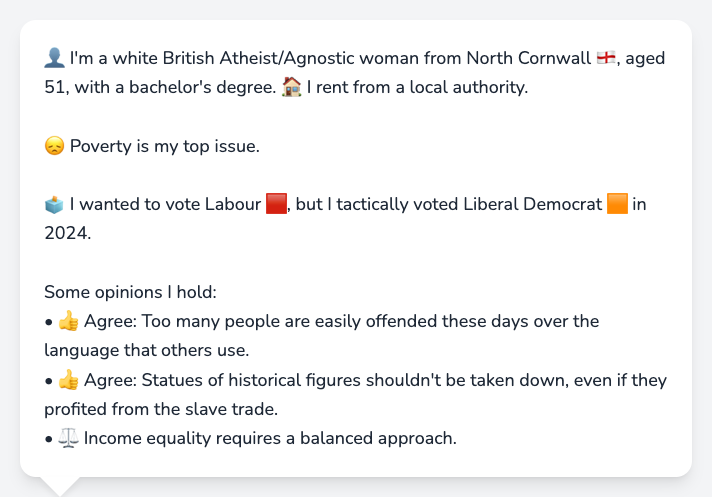 👤 I'm a white British Atheist/Agnostic woman from North Cornwall 🏴󠁧󠁢󠁥󠁮󠁧󠁿, aged
51, with a bachelor's degree. 🏠 I rent from a local authority.
😞 Poverty is my top issue.
🗳️ I wanted to vote Labour 🟥, but I tactically voted Liberal Democrat 🟧 in
2024.
Some opinions I hold:
• 👍 Agree: Too many people are easily offended these days over the
language that others use.
• 👍 Agree: Statues of historical figures shouldn't be taken down, even if they
profited from the slave trade.
• ⚖️ Income equality requires a balanced approach.